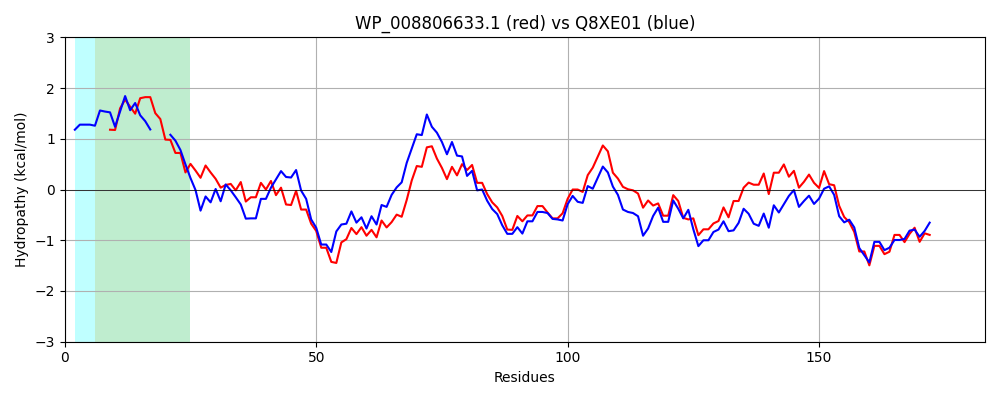 WP_008806633.1 (red) vs Q8XE01 (blue)
Hydropathy (kcal/mol)
3
2
1
0
−1
−2
−3
0 50 100 150
Residues